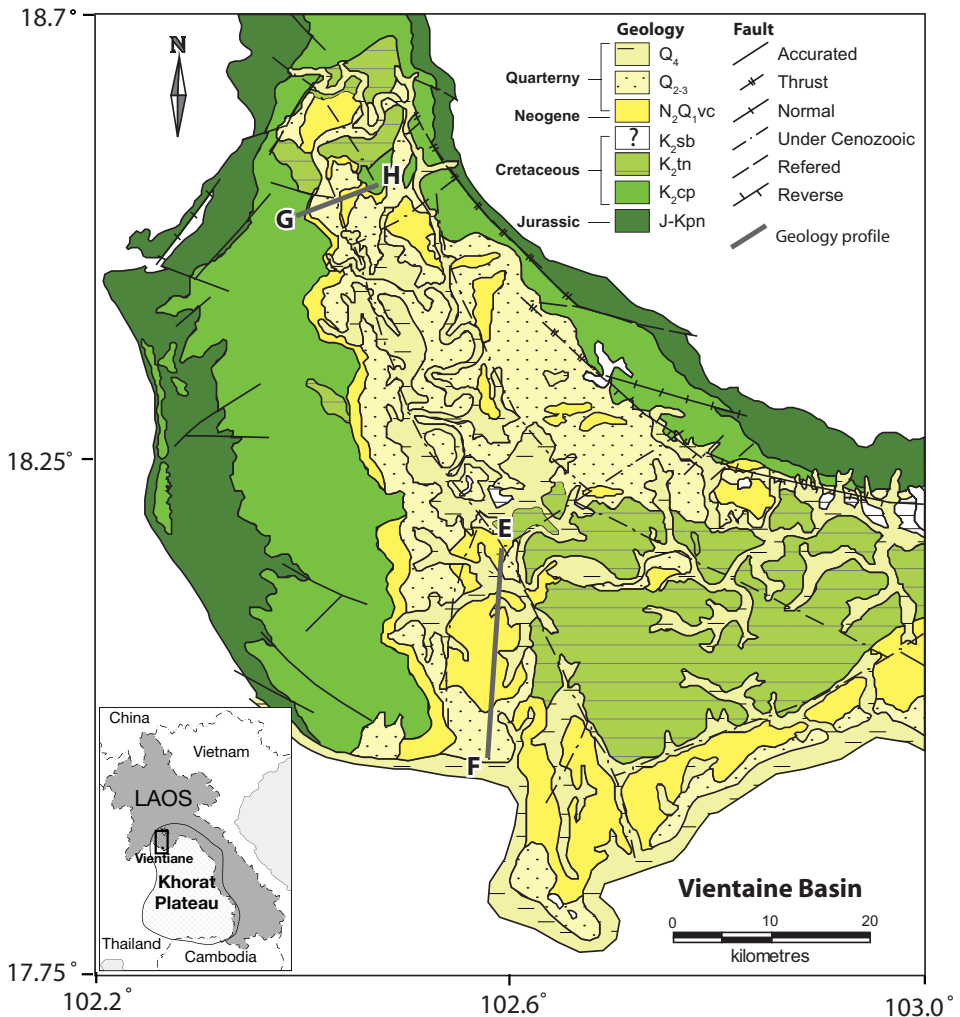 18.7°
N
Geology
Fault
Quarterny
Neogene
Cretaceous
Jurassic
Q4
Q2-3
N2Q1vc
? K2sb
K2tn
K2cp
J-Kpn
Accurated
Thrust
Normal
Under Cenozooic
Refered
Reverse
Geology profile
H
G
18.25°
E
F
China
Vietnam
LAOS
Vientiane
Khorat
Plateau
Thailand
Cambodia
Vientaine Basin
0 10 20
kilometres
17.75°
102.2°
102.6°
103.0°